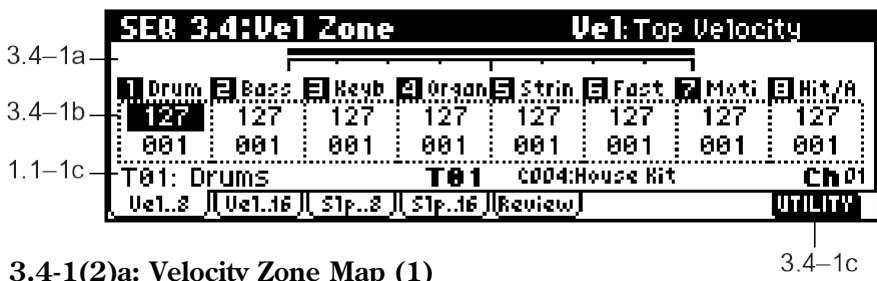 SEQ 3.4:Vel Zone Vel:Top Velocity
3.4–1a
1 Drum 2 Bass 3 Keyb 4 Organ 5 Strin 6 Fast 7 Moti 8 Hit/A
3.4–1b 127 127 127 127 127 127 127 127
001 001 001 001 001 001 001 001
1.1–1c T01: Drums T01 C004:House Kit Ch01
Vel..8 Vel..16 Slp..8 Slp..16 Review UTILITY
3.4–1c
3.4-1(2)a: Velocity Zone Map (1)